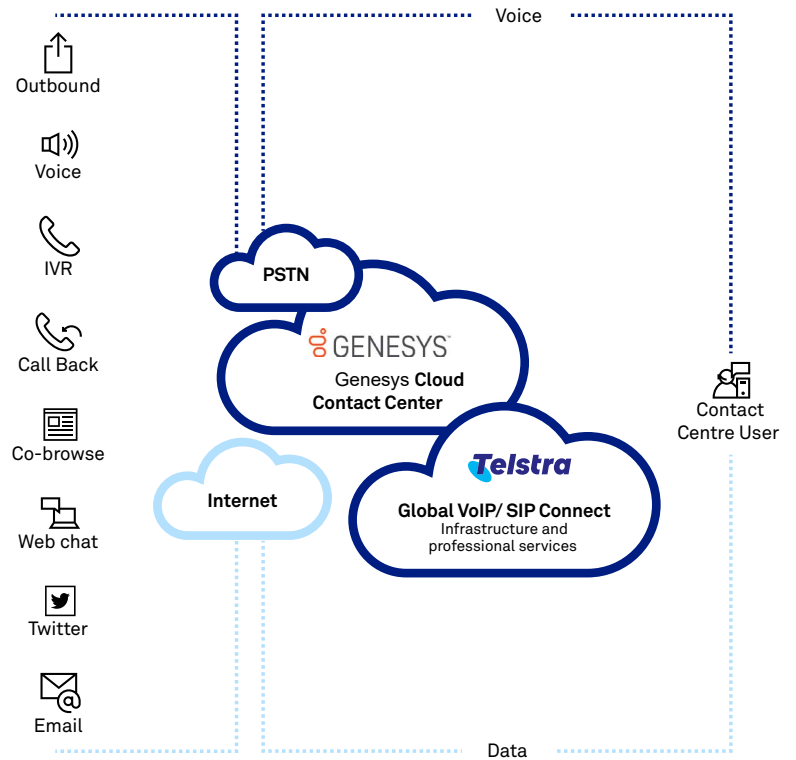 Voice
Outbound
Voice
IVR
Call Back
Co-browse
Web chat
Twitter
Email
PSTN
GENESYS™
Genesys Cloud
Contact Center
Internet
Telstra
Global VoIP/ SIP Connect
Infrastructure and
professional services
Contact
Centre User
Data